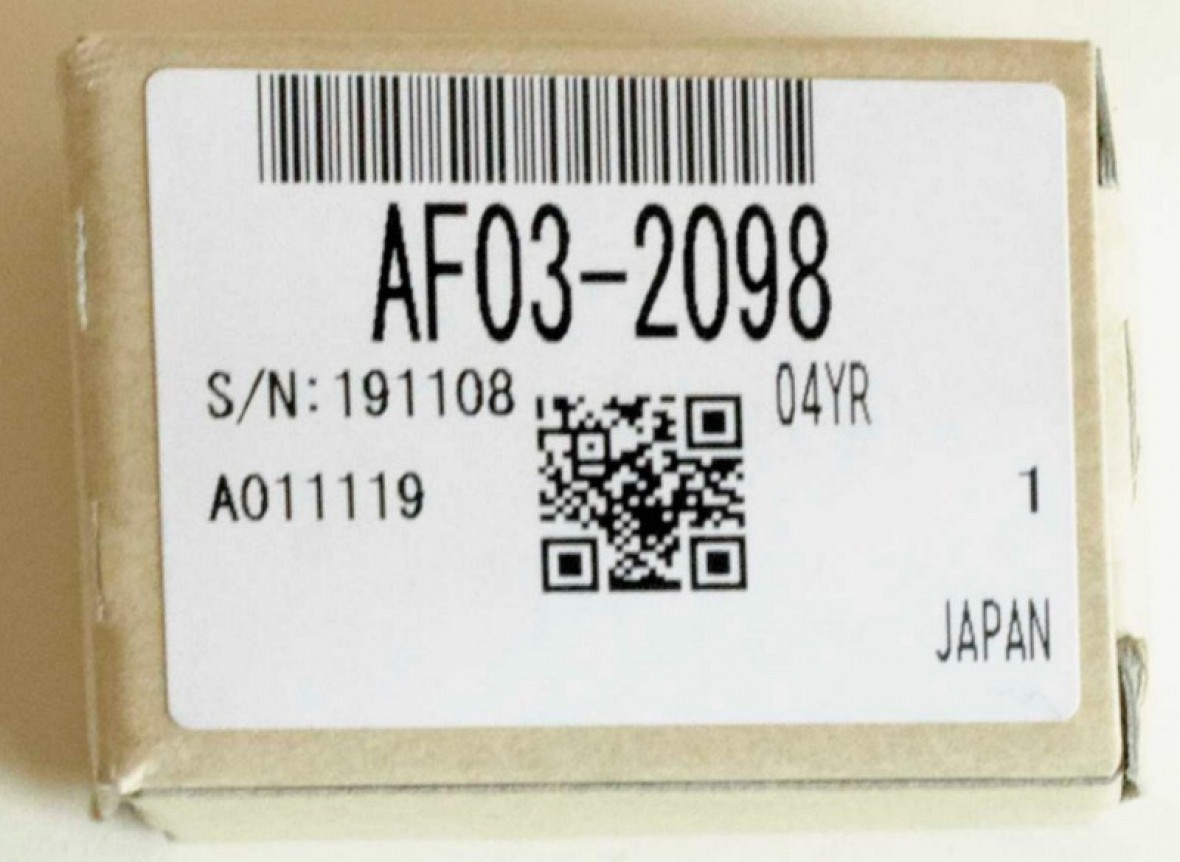 AF03-2098
S/N:191108
04YR
A011119
1
JAPAN